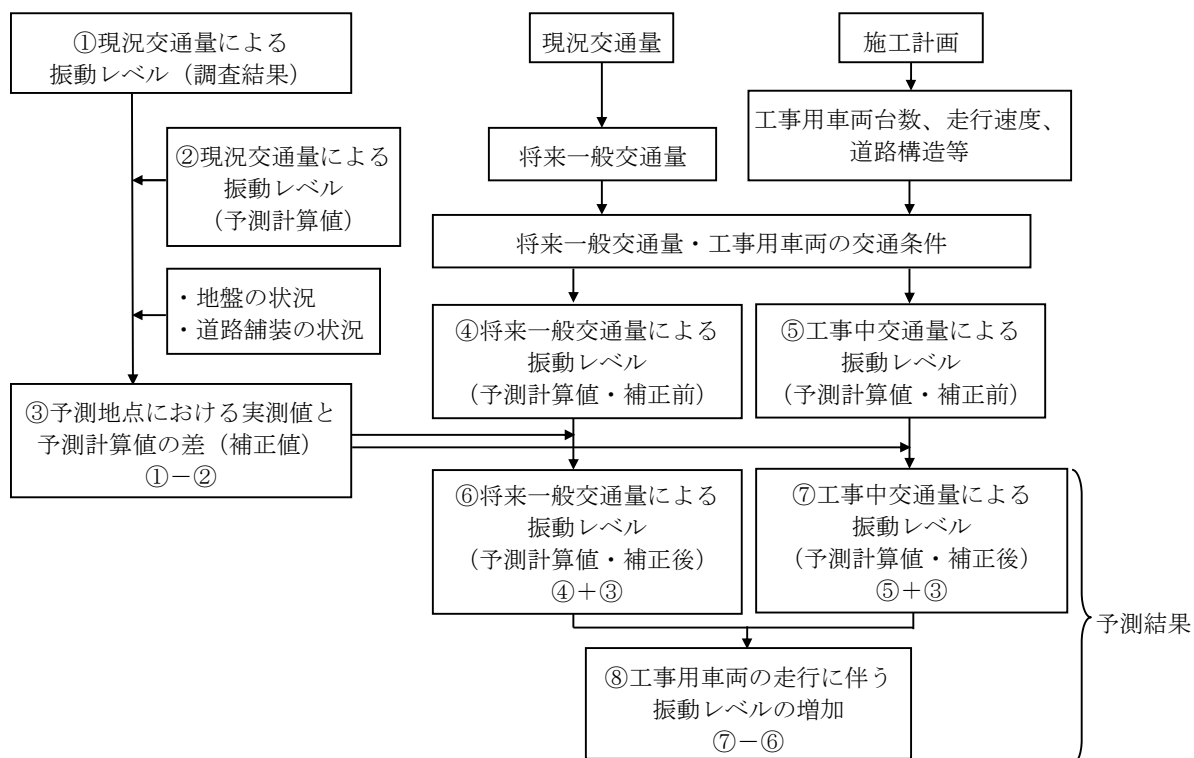 ①現況交通量による
振動レベル（調査結果）
②現況交通量による
振動レベル
（予測計算値）
・地盤の状況
・道路舗装の状況
③予測地点における実測値と
予測計算値の差（補正値）
①－②
現況交通量
将来一般交通量
施工計画
工事用車両台数、走行速度、
道路構造等
将来一般交通量・工事用車両の交通条件
④将来一般交通量による
振動レベル
（予測計算値・補正前）
⑤工事中交通量による
振動レベル
（予測計算値・補正前）
⑥将来一般交通量による
振動レベル
（予測計算値・補正後）
④＋③
⑦工事中交通量による
振動レベル
（予測計算値・補正後）
⑤＋③
⑧工事用車両の走行に伴う
振動レベルの増加
⑦－⑥
予測結果